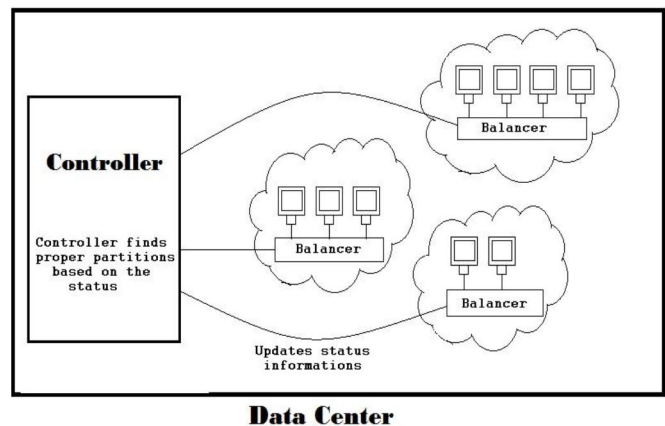 Balancer
Controller
Controller finds
proper partitions
based on the
status
Balancer
Balancer
Updates status
informations
Data Center